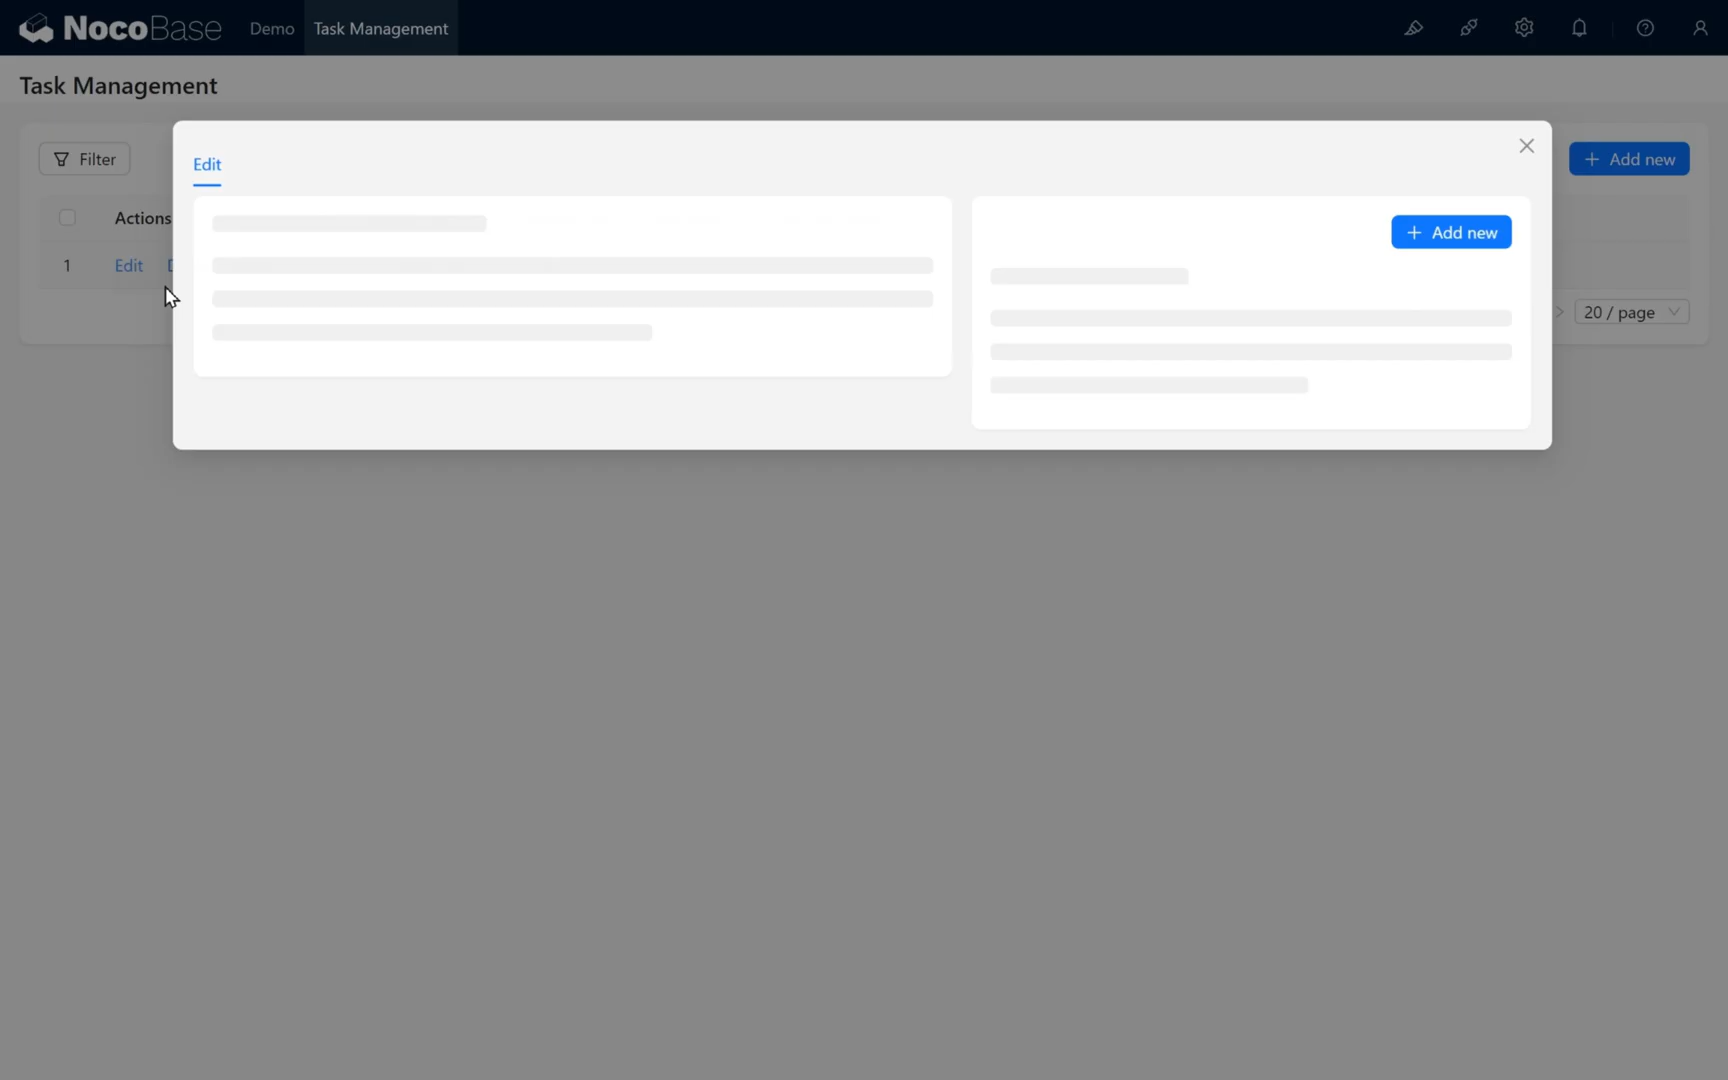 NocoBase
Demo
Task Management
Task Management
Filter
Add new
Edit
Add new
Actions
1
Edit
20 / page